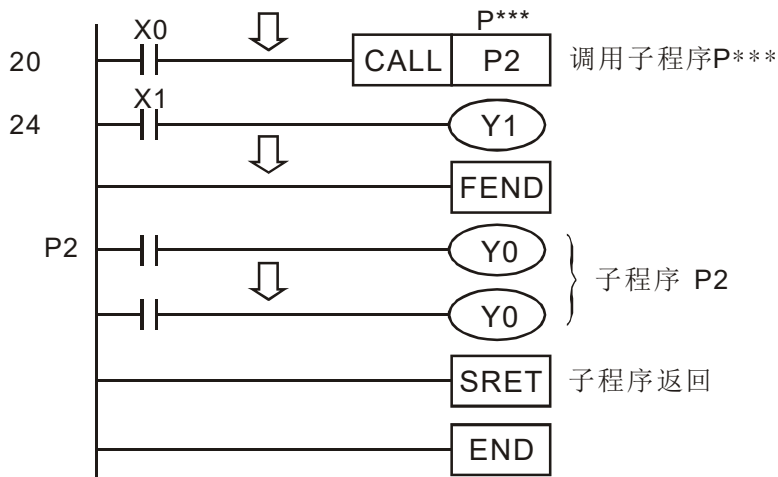 P***
X0
20 CALL P2 调用子程序P***
X1
24 Y1
FEND
P2 Y0
子程序 P2
Y0
SRET 子程序返回
END